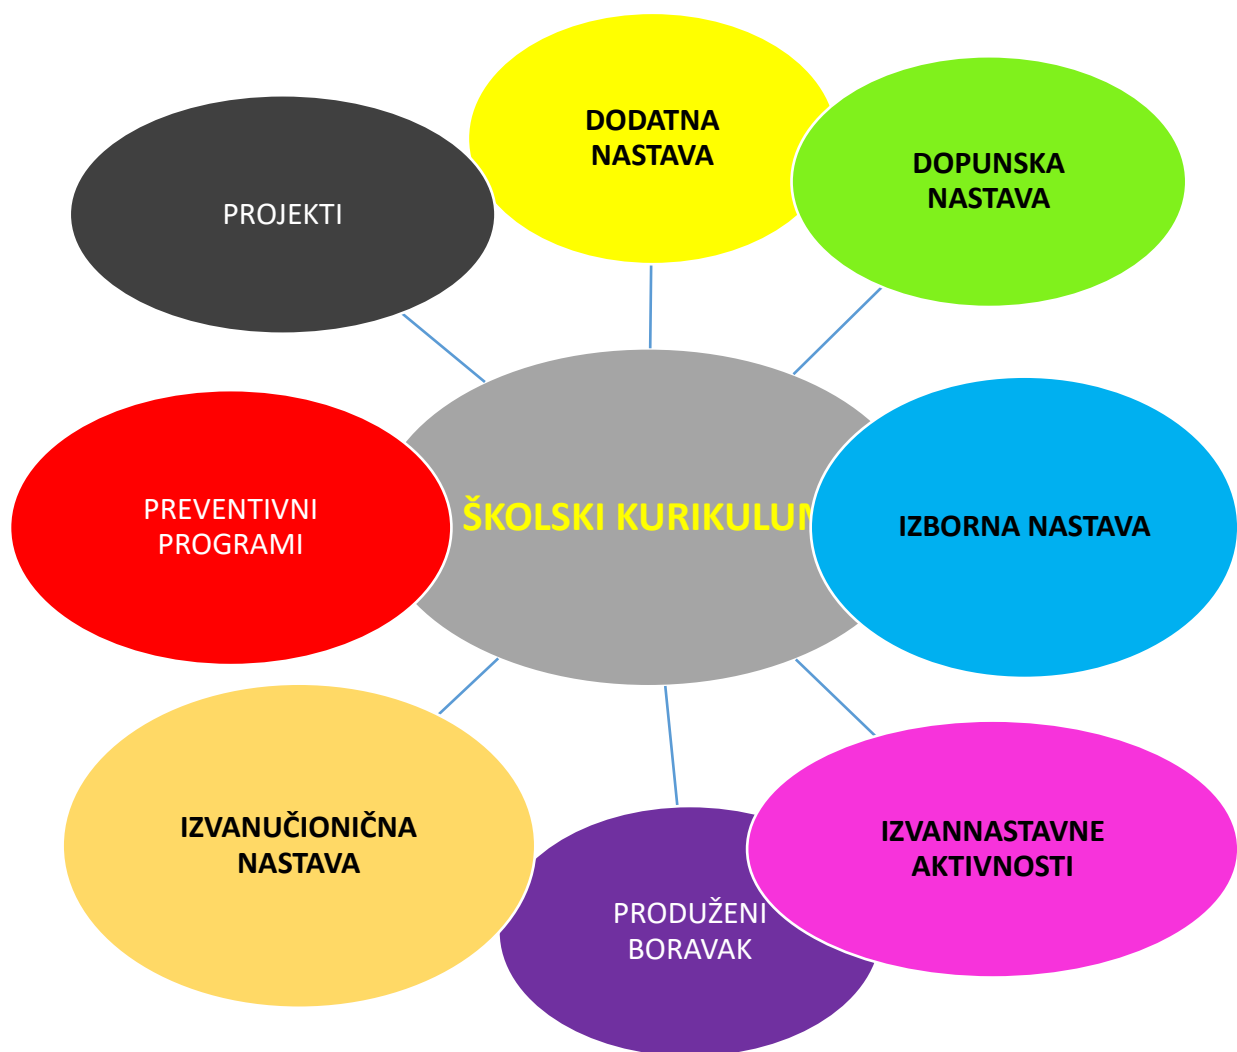 DODATNA
NASTAVA
DOPUNSKA
NASTAVA
PROJEKTI
PREVENTIVNI
PROGRAMI
ŠKOLSKI KURIKULUM
IZBORNA NASTAVA
IZVANUČIONIČNA
NASTAVA
IZVANNASTAVNE
AKTIVNOSTI
PRODUŽENI
BORAVAK